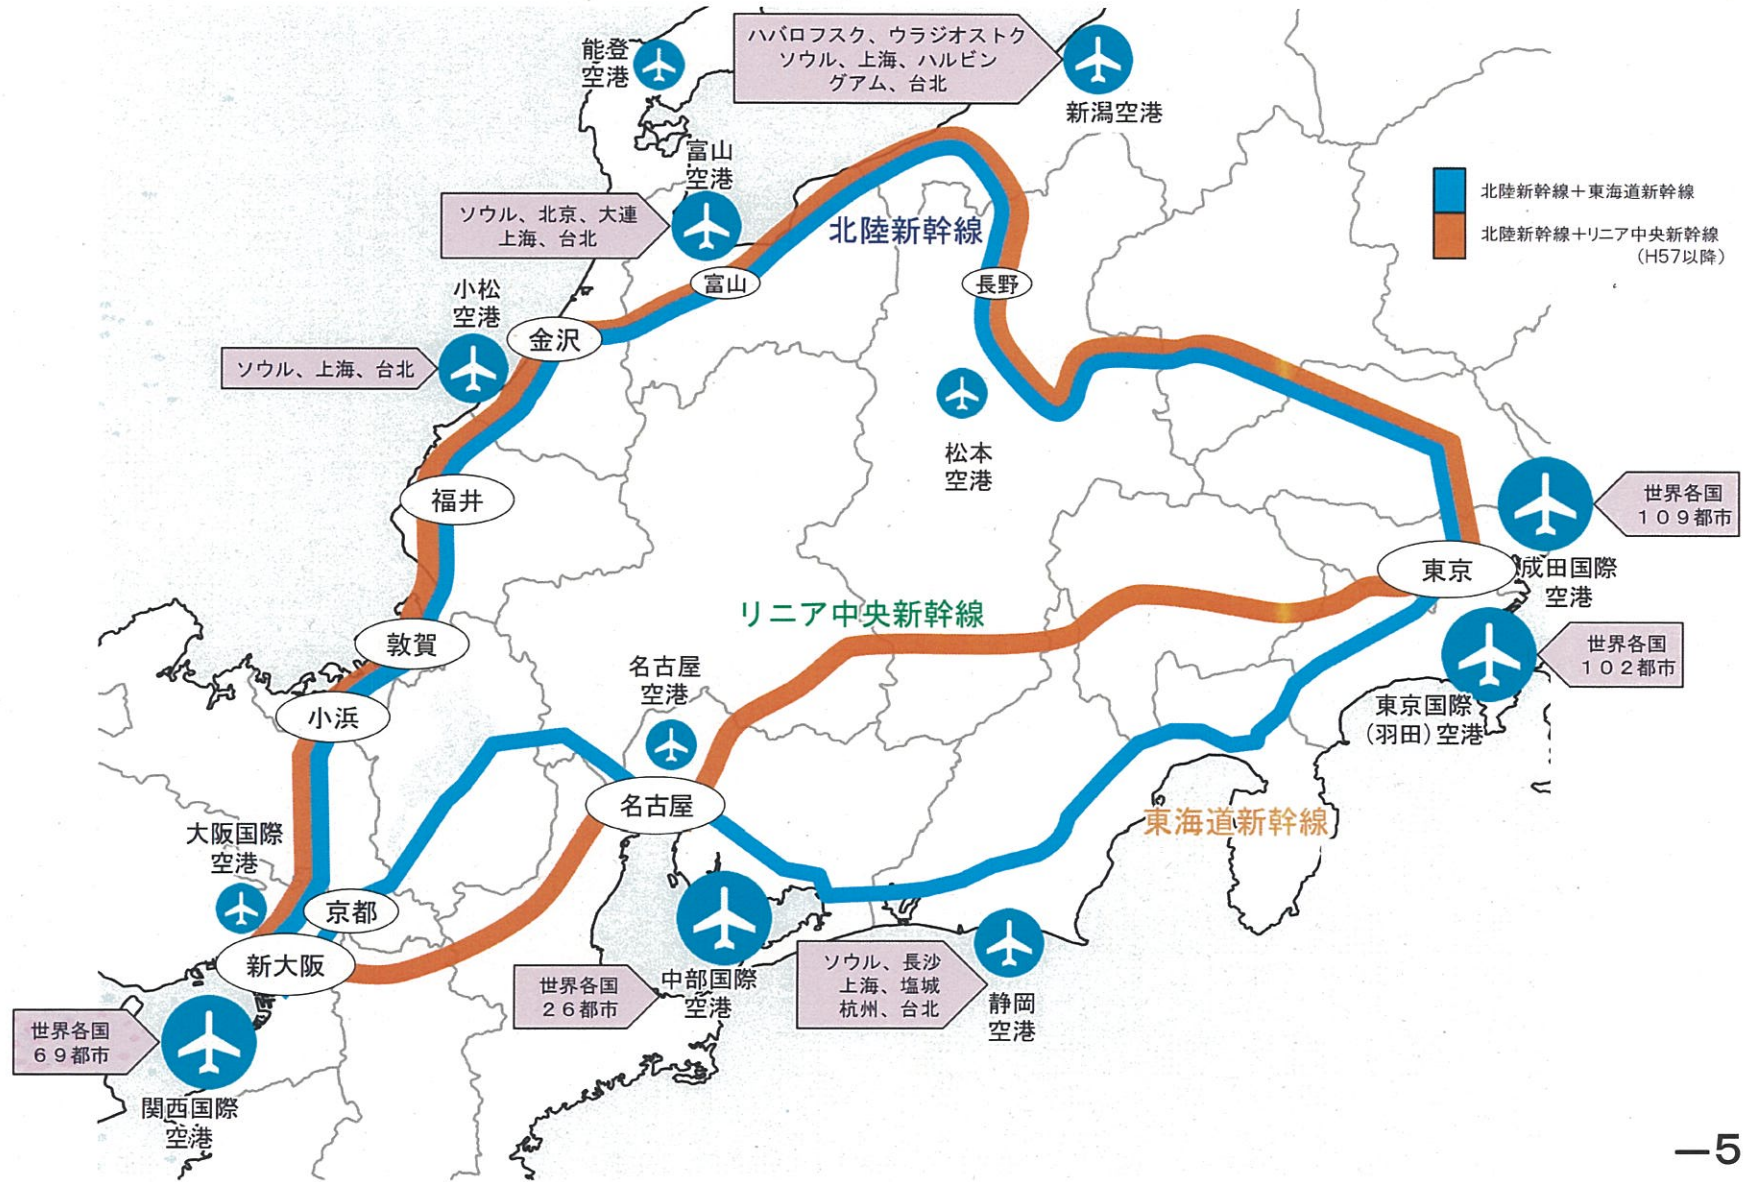 能登
空港
ハバロフスク、ウラジオストク
ソウル、上海、ハルビン
グアム、台北
新潟空港
富山
空港
ソウル、北京、大連
上海、台北
北陸新幹線
北陸新幹線＋東海道新幹線
北陸新幹線＋リニア中央新幹線
（H57以降）
富山
長野
小松
空港
金沢
ソウル、上海、台北
松本
空港
福井
世界各国
１０９都市
成田国際
空港
東京
リニア中央新幹線
敦賀
世界各国
１０２都市
東京国際
（羽田）空港
名古屋
空港
小浜
名古屋
東海道新幹線
大阪国際
空港
京都
新大阪
中部国際
空港
世界各国
２６都市
ソウル、長沙
上海、塩城
杭州、台北
静岡
空港
世界各国
６９都市
関西国際
空港
－5